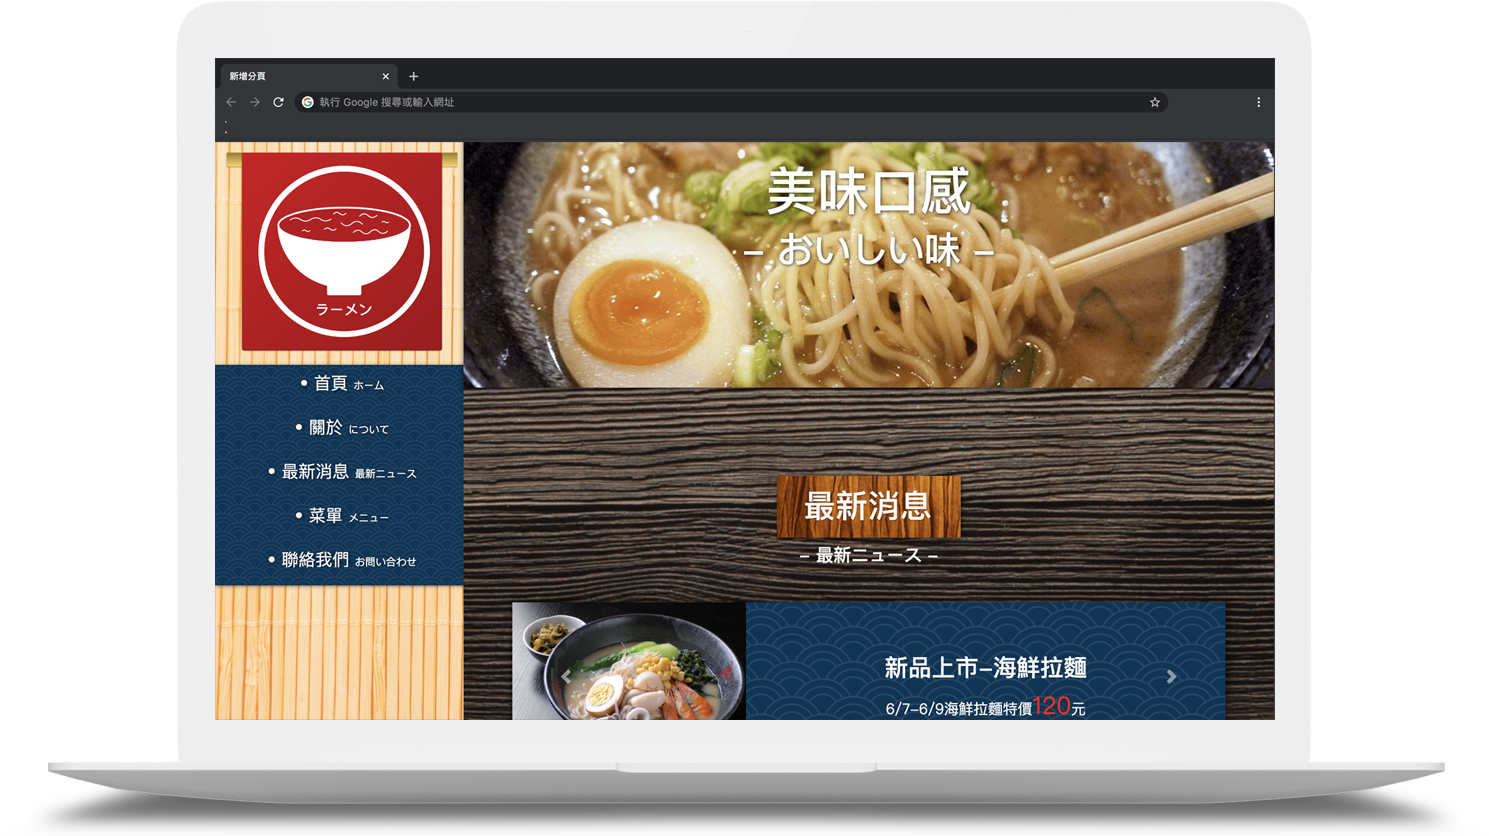 新增分頁
執行 Google 搜尋或輸入網址
ラーメン
• 首頁 ホーム
• 關於 について
• 最新消息 最新ニュース
• 菜單 メニュー
• 聯絡我們 お問い合わせ
美味口感
– おいしい味 –
最新消息
– 最新ニュース –
新品上市–海鮮拉麵
6/7–6/9海鮮拉麵特價120元